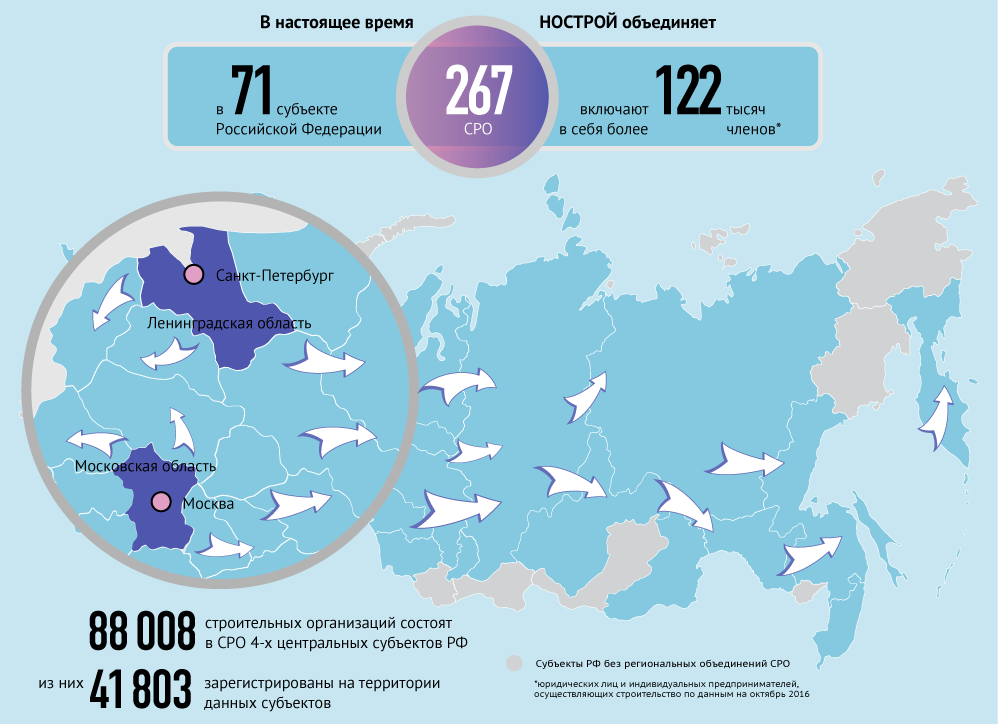 В настоящее время
НОСТРОЙ объединяет
в 71 субъекте
Российской Федерации
267
СРО
включают
в себя более
122 тысяч
членов*
Санкт-Петербург
Ленинградская область
Московская область
Москва
88 008 строительных организаций состоят
в СРО 4-х центральных субъектов РФ
из них 41 803 зарегистрированы на территории
данных субъектов
Субъекты РФ без региональных объединений СРО
*юридических лиц и индивидуальных предпринимателей,
осуществляющих строительство по данным на октябрь 2016